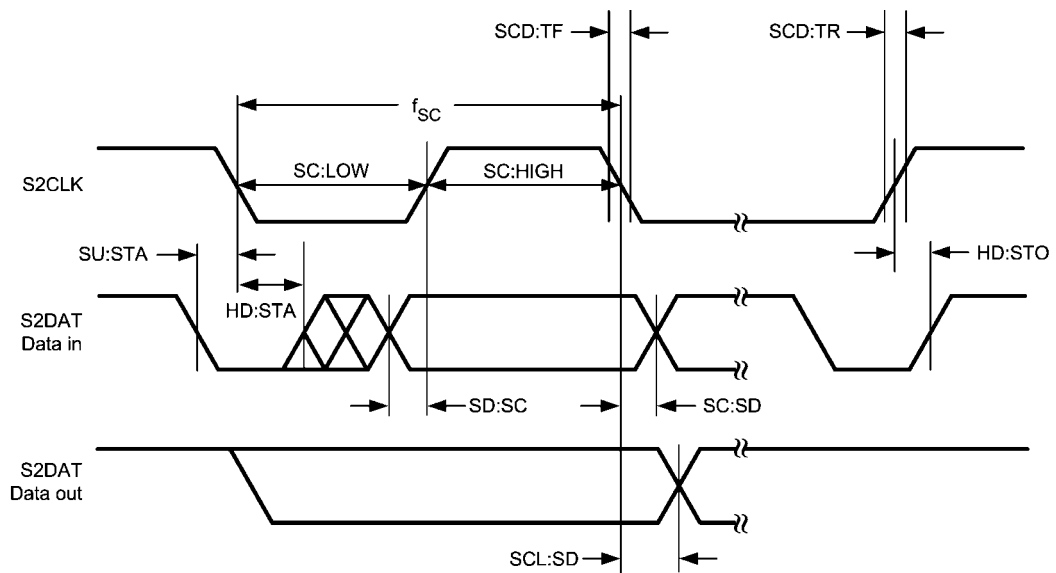 SCD:TF
SCD:TR
fSC
S2CLK
SC:LOW
SC:HIGH
SU:STA
HD:STO
HD:STA
S2DAT
Data in
SD:SC
SC:SD
S2DAT
Data out
SCL:SD